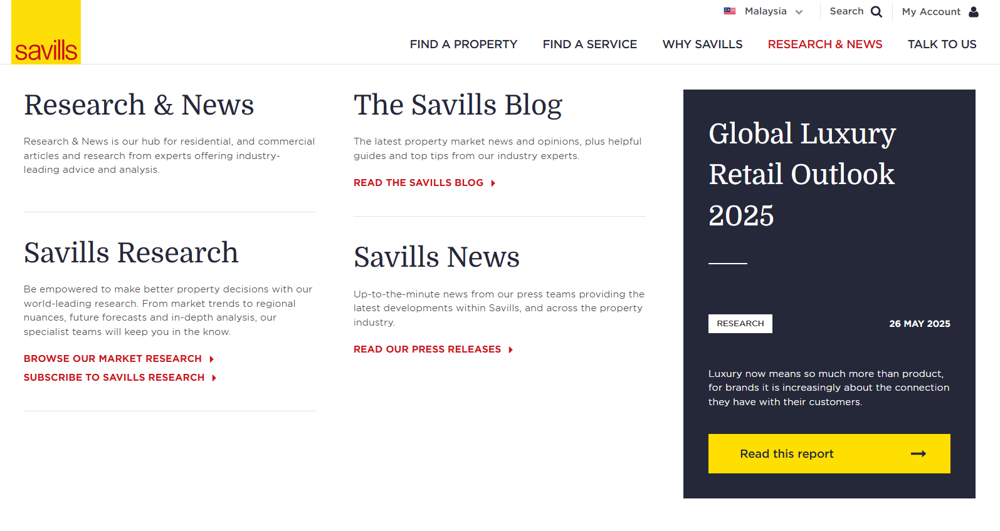 savills
Malaysia
Search
My Account
FIND A PROPERTY
FIND A SERVICE
WHY SAVILLS
RESEARCH & NEWS
TALK TO US
Research & News
Research & News is our hub for residential, and commercial
articles and research from experts offering industry-
leading advice and analysis.
Savills Research
Be empowered to make better property decisions with our
world-leading research. From market trends to regional
nuances, future forecasts and in-depth analysis, our
specialist teams will keep you in the know.
BROWSE OUR MARKET RESEARCH
SUBSCRIBE TO SAVILLS RESEARCH
The Savills Blog
The latest property market news and opinions, plus helpful
guides and top tips from our industry experts.
READ THE SAVILLS BLOG
Savills News
Up-to-the-minute news from our press teams providing the
latest developments within Savills, and across the property
industry.
READ OUR PRESS RELEASES
Global Luxury
Retail Outlook
2025
RESEARCH
26 MAY 2025
Luxury now means so much more than product,
for brands it is increasingly about the connection
they have with their customers.
Read this report